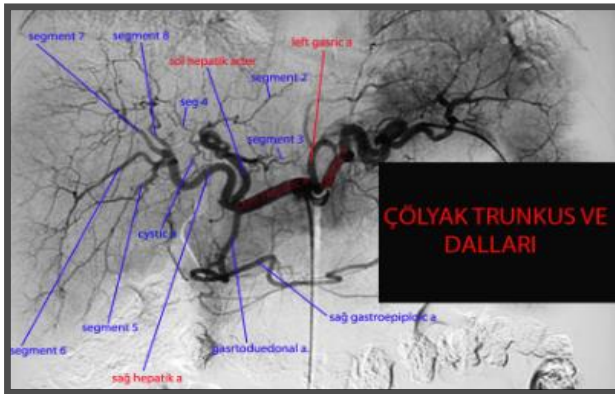 segment 7
segment 8
left gasric a
sol hepatik arter
segment 2
seg 4
segment 3
ÇÖLYAK TRUNKUS VE
DALLARI
cystic a
sağ gastroepiploic a
segment 5
segment 6
gasrtoduedonal a.
sağ hepatik a